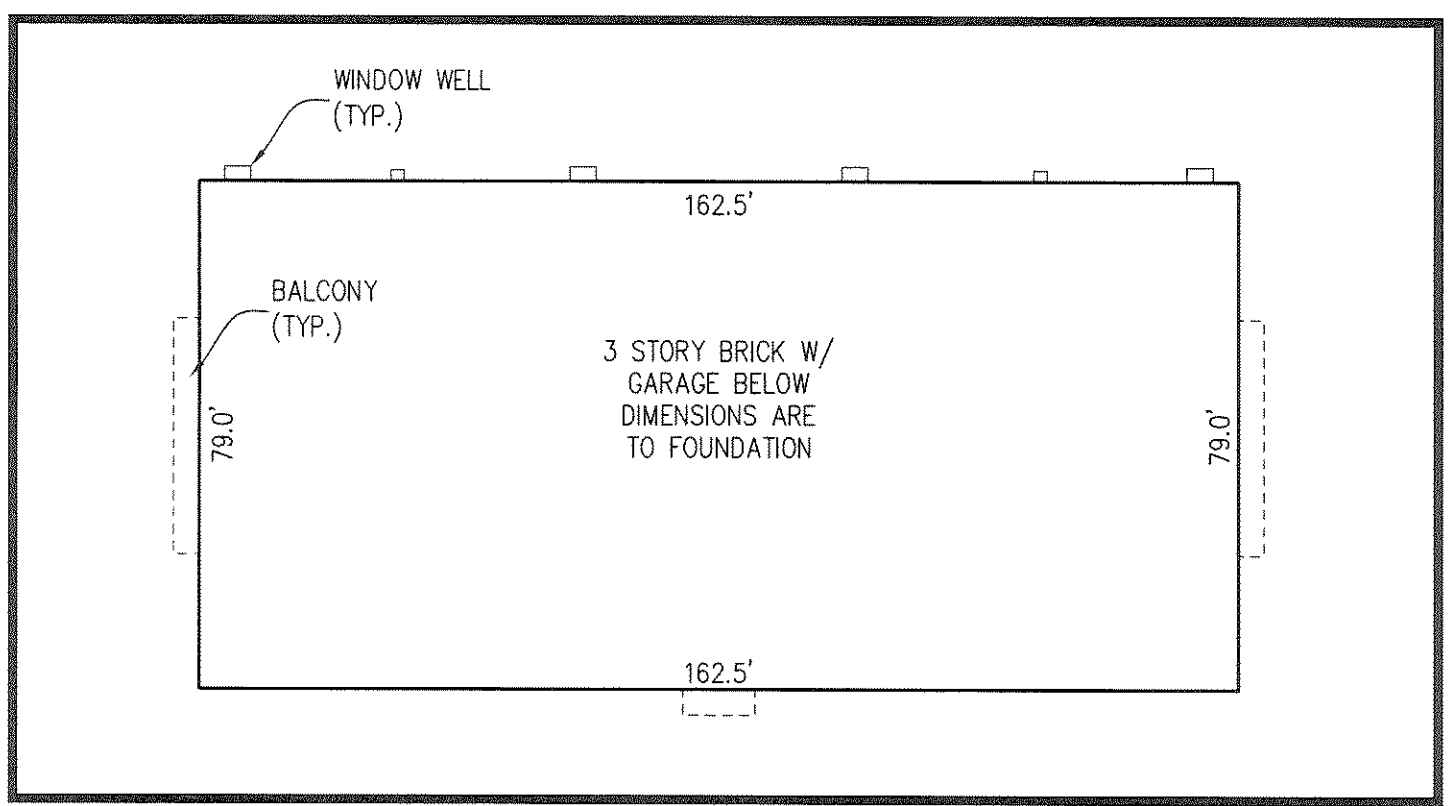 WINDOW WELL
(TYP.)
162.5'
BALCONY
(TYP.)
3 STORY BRICK W/
GARAGE BELOW
DIMENSIONS ARE
TO FOUNDATION
79.0'
79.0'
162.5'